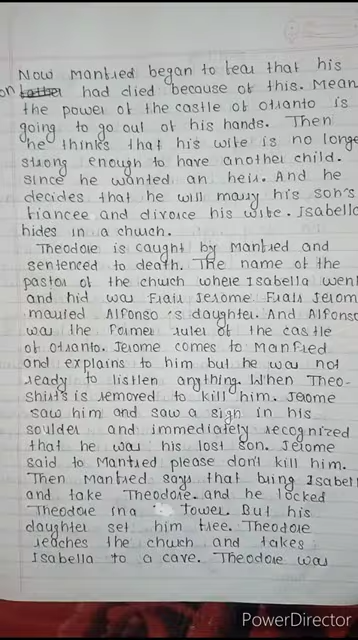 Now Manfred began to fear that his
on father had died because of this. Mean
the power of the castle of otranto is
going to go out of his hands. Then
he thinks that his wife is no longe
strong enough to have another child.
since he wanted an heir. And he
decides that he will marry his son's
fiancee and divorce his wife. Isabella
hides in a church.
Theodore is caught by Manfred and
sentenced to death. The name of the
pastor of the church where Isabella went
and hid was Friar Jerome. Friar Jerom
married Alfonso's daughter. And Alfonso
was the Former ruler of the castle
of otranto. Jerome comes to Manfred
and explains to him but he was not
ready to listlen anything. When Theo-
shirt is removed to kill him. Jerome
saw him and saw a sign in his
soulder and immediately recognized
that he was his lost son. Jerome
said to Manfred please don't kill him.
Then Manfred says that bring Isabel
and take Theodore. and he locked
Theodore in a tower. But his
daughter set him free. Theodore
reaches the church and takes
Isabella to a cave. Theodore was
PowerDirector